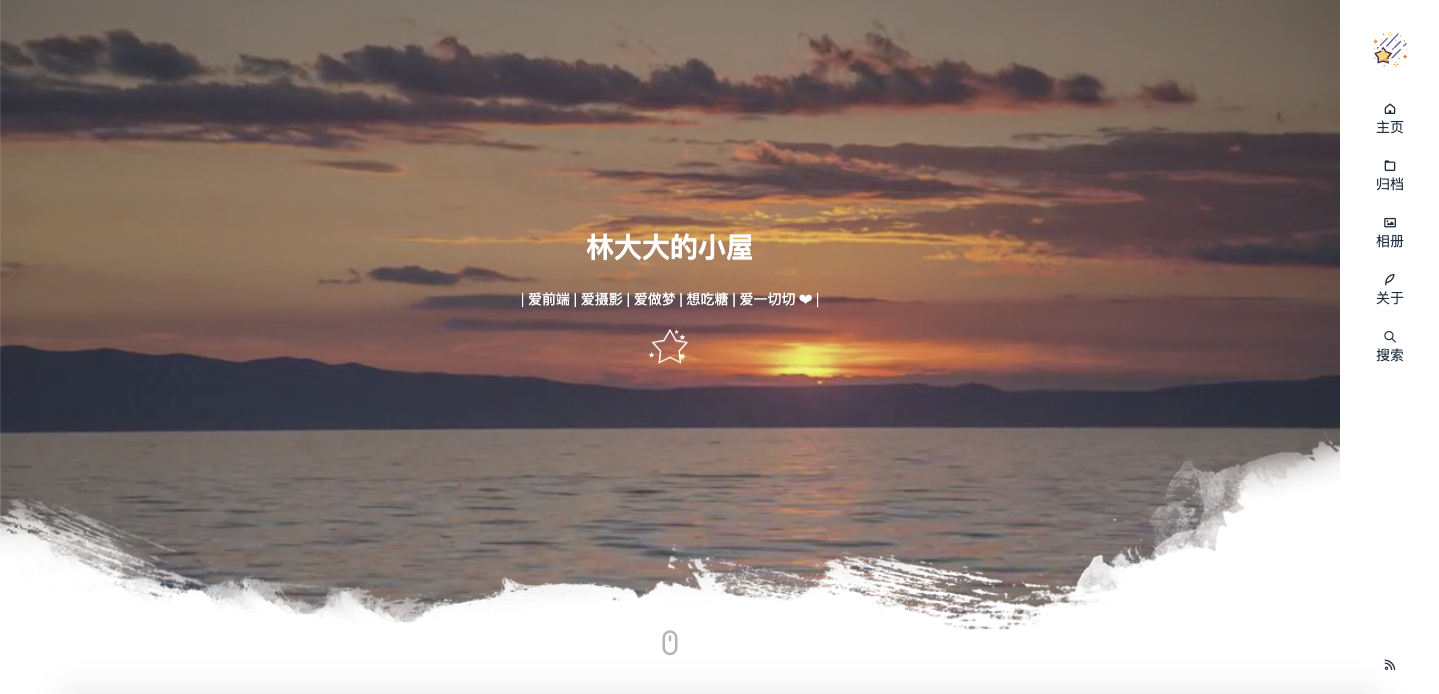 林大大的小屋
| 爱前端 | 爱摄影 | 爱做梦 | 想吃糖 | 爱一切切 ❤ |
主页
归档
相册
关于
搜索